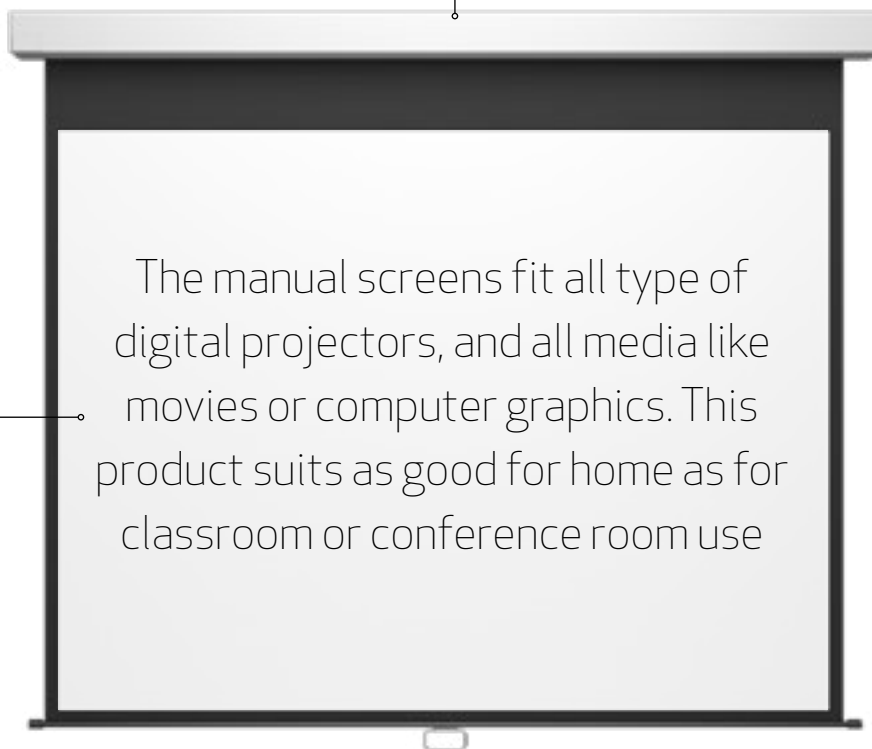 The manual screens fit all type of
digital projectors, and all media like
movies or computer graphics. This
product suits as good for home as for
classroom or conference room use